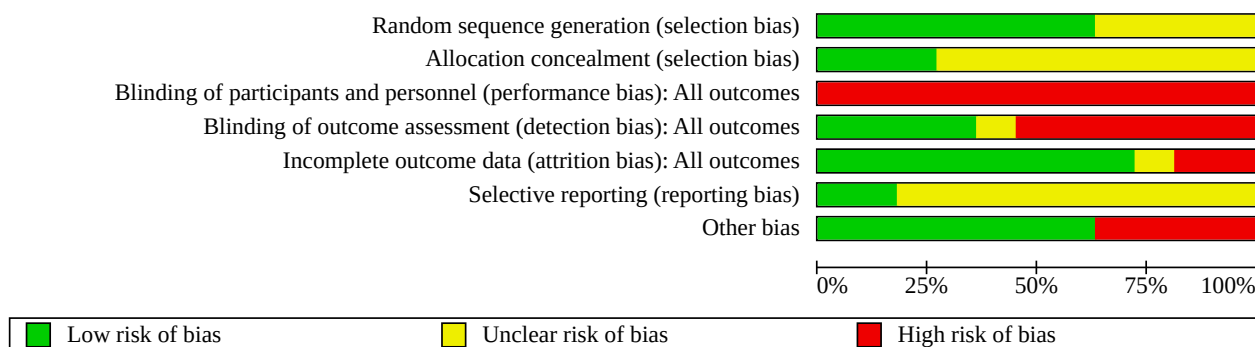 Random sequence generation (selection bias)
Allocation concealment (selection bias)
Blinding of participants and personnel (performance bias): All outcomes
Blinding of outcome assessment (detection bias): All outcomes
Incomplete outcome data (attrition bias): All outcomes
Selective reporting (reporting bias)
Other bias
0% 25% 50% 75% 100%
Low risk of bias Unclear risk of bias High risk of bias